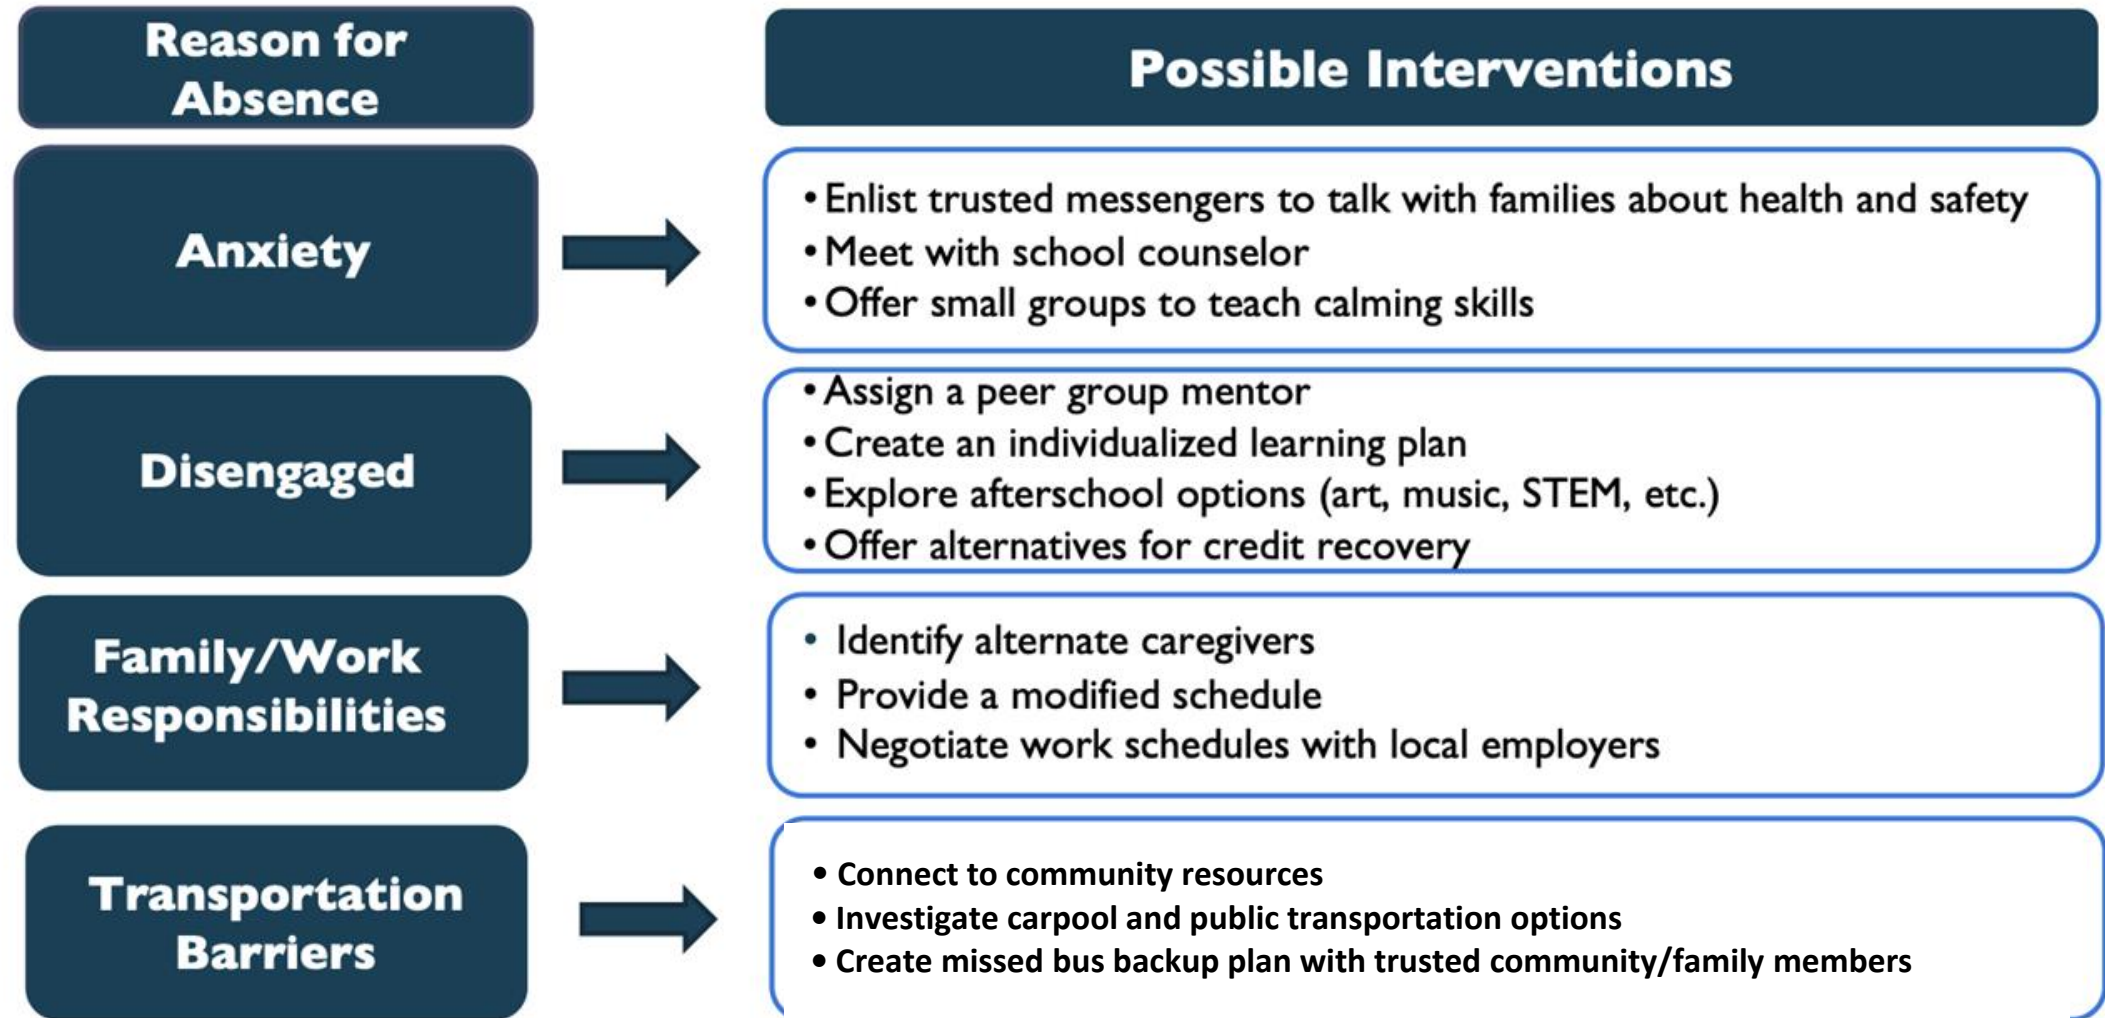 Reason for
Absence
Possible Interventions
Anxiety
• Enlist trusted messengers to talk with families about health and safety
• Meet with school counselor
• Offer small groups to teach calming skills
Disengaged
• Assign a peer group mentor
• Create an individualized learning plan
• Explore afterschool options (art, music, STEM, etc.)
• Offer alternatives for credit recovery
Family/Work
Responsibilities
• Identify alternate caregivers
• Provide a modified schedule
• Negotiate work schedules with local employers
Transportation
Barriers
• Connect to community resources
• Investigate carpool and public transportation options
• Create missed bus backup plan with trusted community/family members